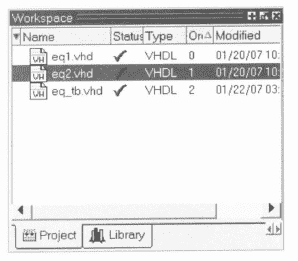 Workspace
Name Status Type Ord Modified
eq1.vhd VHDL 0 01/20/07 10:
eq2.vhd VHDL 1 01/20/07 10:
eq_tb.vhd VHDL 2 01/22/07 03:
Project Library